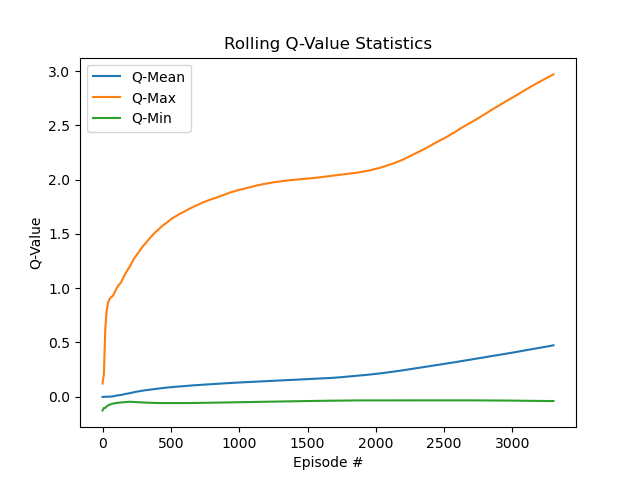 Rolling Q-Value Statistics
Q-Mean
Q-Max
Q-Min
3.0
2.5
2.0
1.5
1.0
0.5
0.0
Q-Value
0 500 1000 1500 2000 2500 3000
Episode #